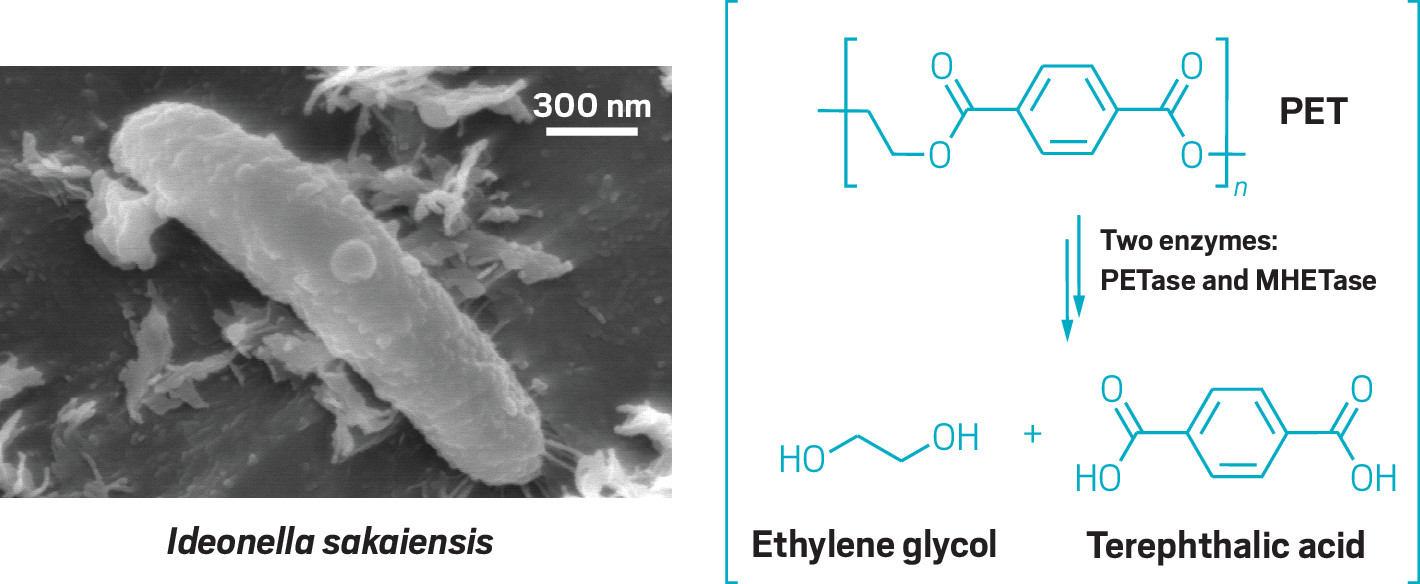 300 nm
Ideonella sakaiensis
O
O
O
O
n
PET
Two enzymes:
PETase and MHETase
HO
OH
+
O
O
HO
OH
Ethylene glycol
Terephthalic acid